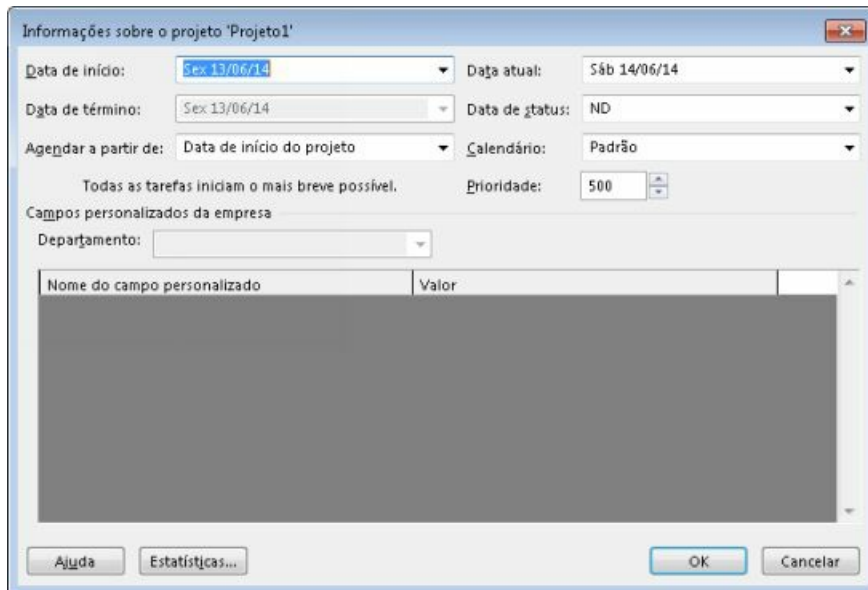 Informações sobre o projeto 'Projeto1'
Data de início: Sex 13/06/14 Data atual: Sáb 14/06/14
Data de término: Sex 13/06/14 Data de status: ND
Agendar a partir de: Data de início do projeto Calendário: Padrão
Todas as tarefas iniciam o mais breve possível. Prioridade: 500
Campos personalizados da empresa
Departamento:
Nome do campo personalizado Valor
Ajuda Estatísticas... OK Cancelar